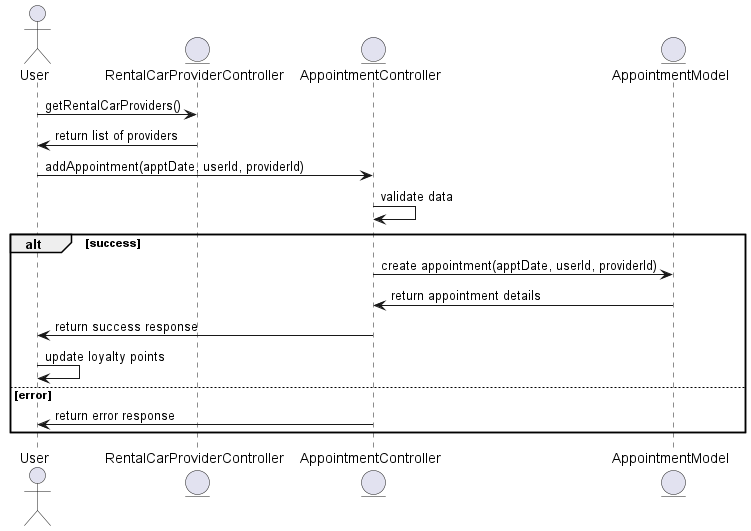 User RentalCarProviderController AppointmentController AppointmentModel
getRentalCarProviders()
return list of providers
addAppointment(apptDate, userId, providerId)
validate data
alt [success]
create appointment(apptDate, userId, providerId)
return appointment details
return success response
update loyalty points
[error]
return error response
User RentalCarProviderController AppointmentController AppointmentModel